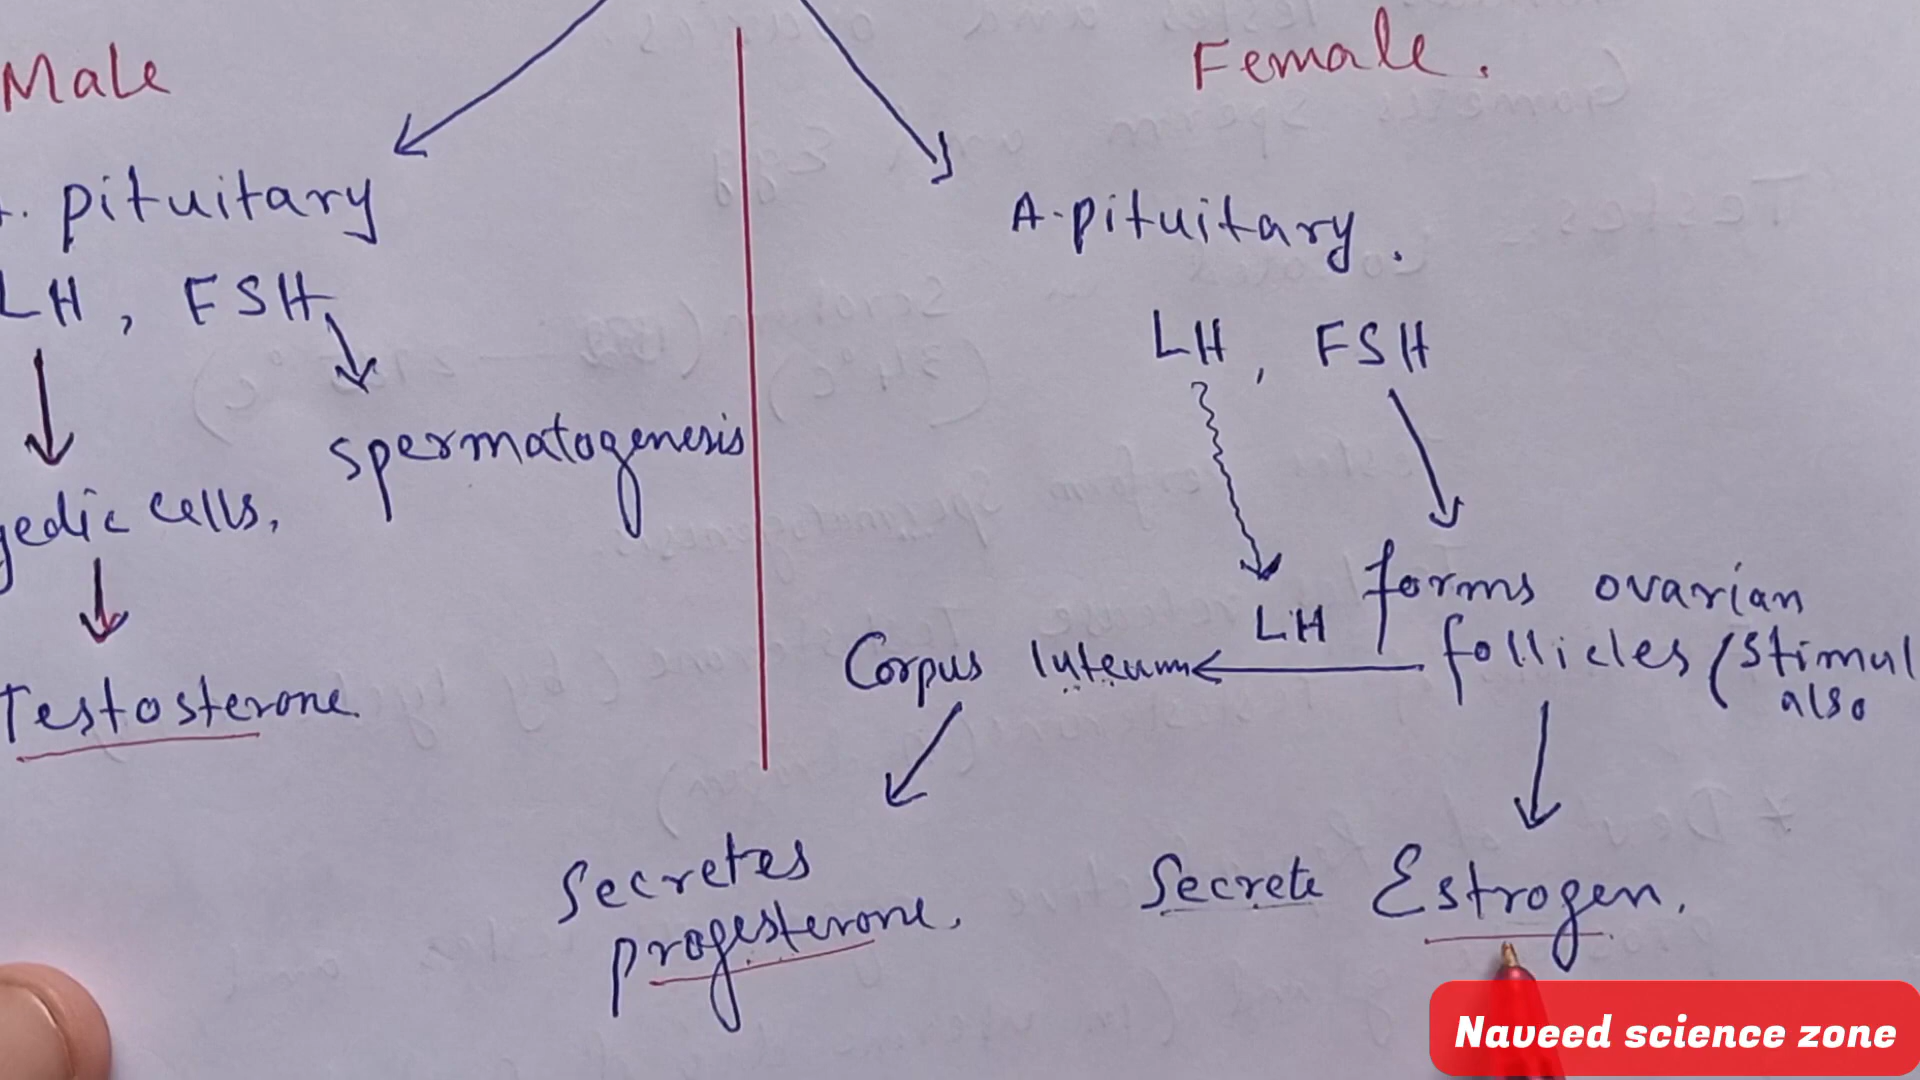 Male
Female.
pituitary
A. pituitary.
LH, FSH
LH, FSH
spermatogenesis
cells,
forms ovarian
LH
Corpus luteum
follicles (stimul
also
Testosterone
Secretes
progesterone.
Secrete Estrogen.
Naveed science zone